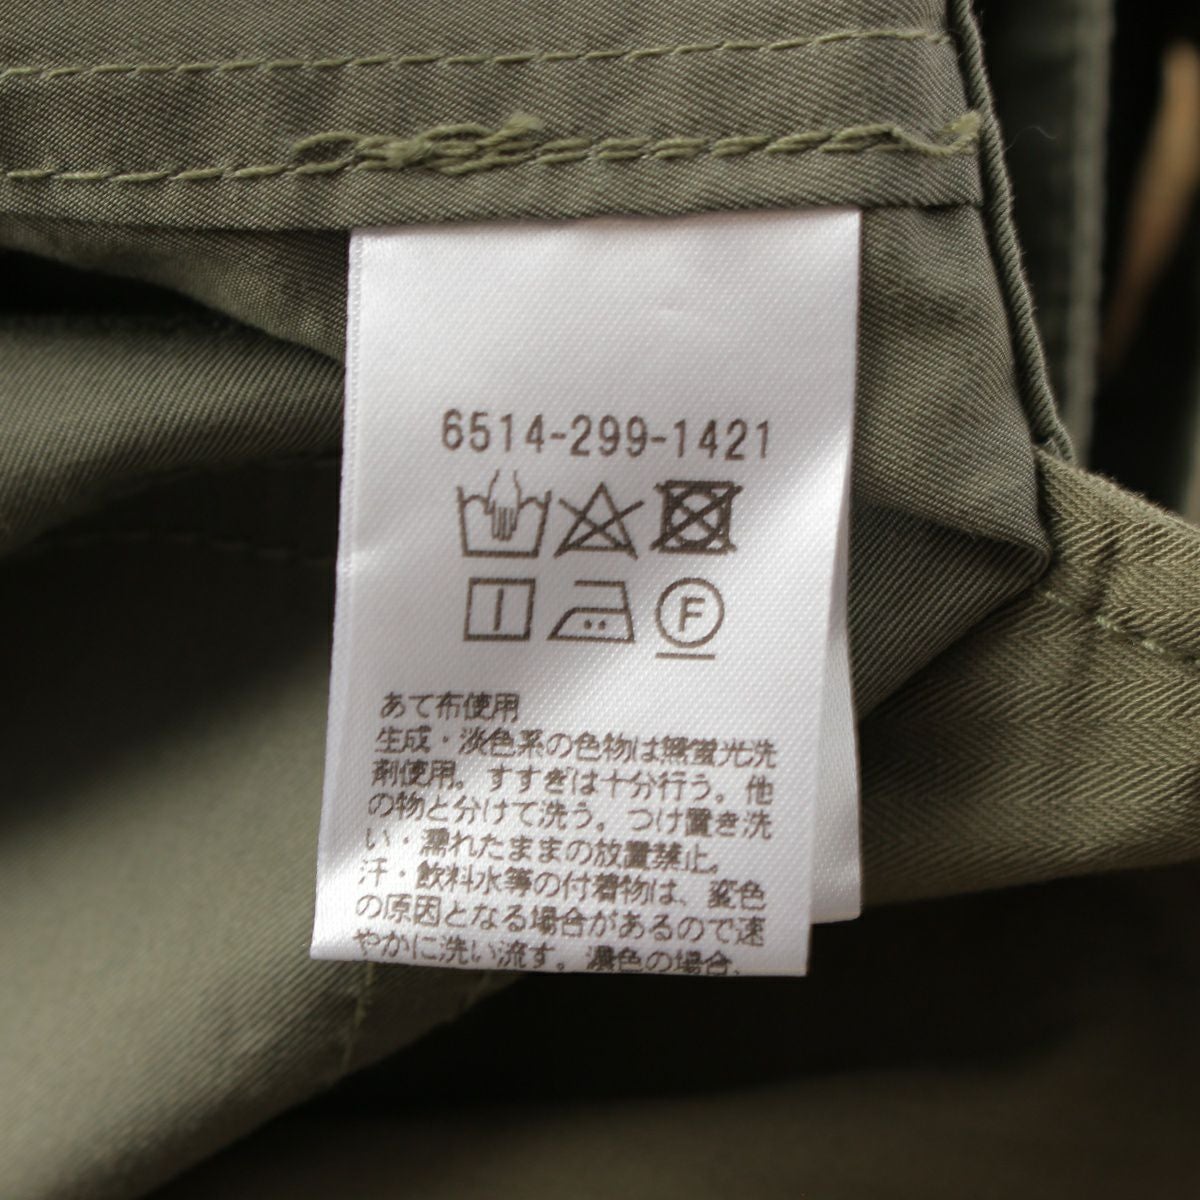 6514-299-1421
F
あて布使用
生成・淡色系の色物は無蛍光洗
剤使用。すすぎは十分行う。他
の物と分けて洗う。つけ置き洗
い・濡れたままの放置禁止。
汗・飲料水等の付着物は、変色
の原因となる場合があるので速
やかに洗い流す。濃色の場合、